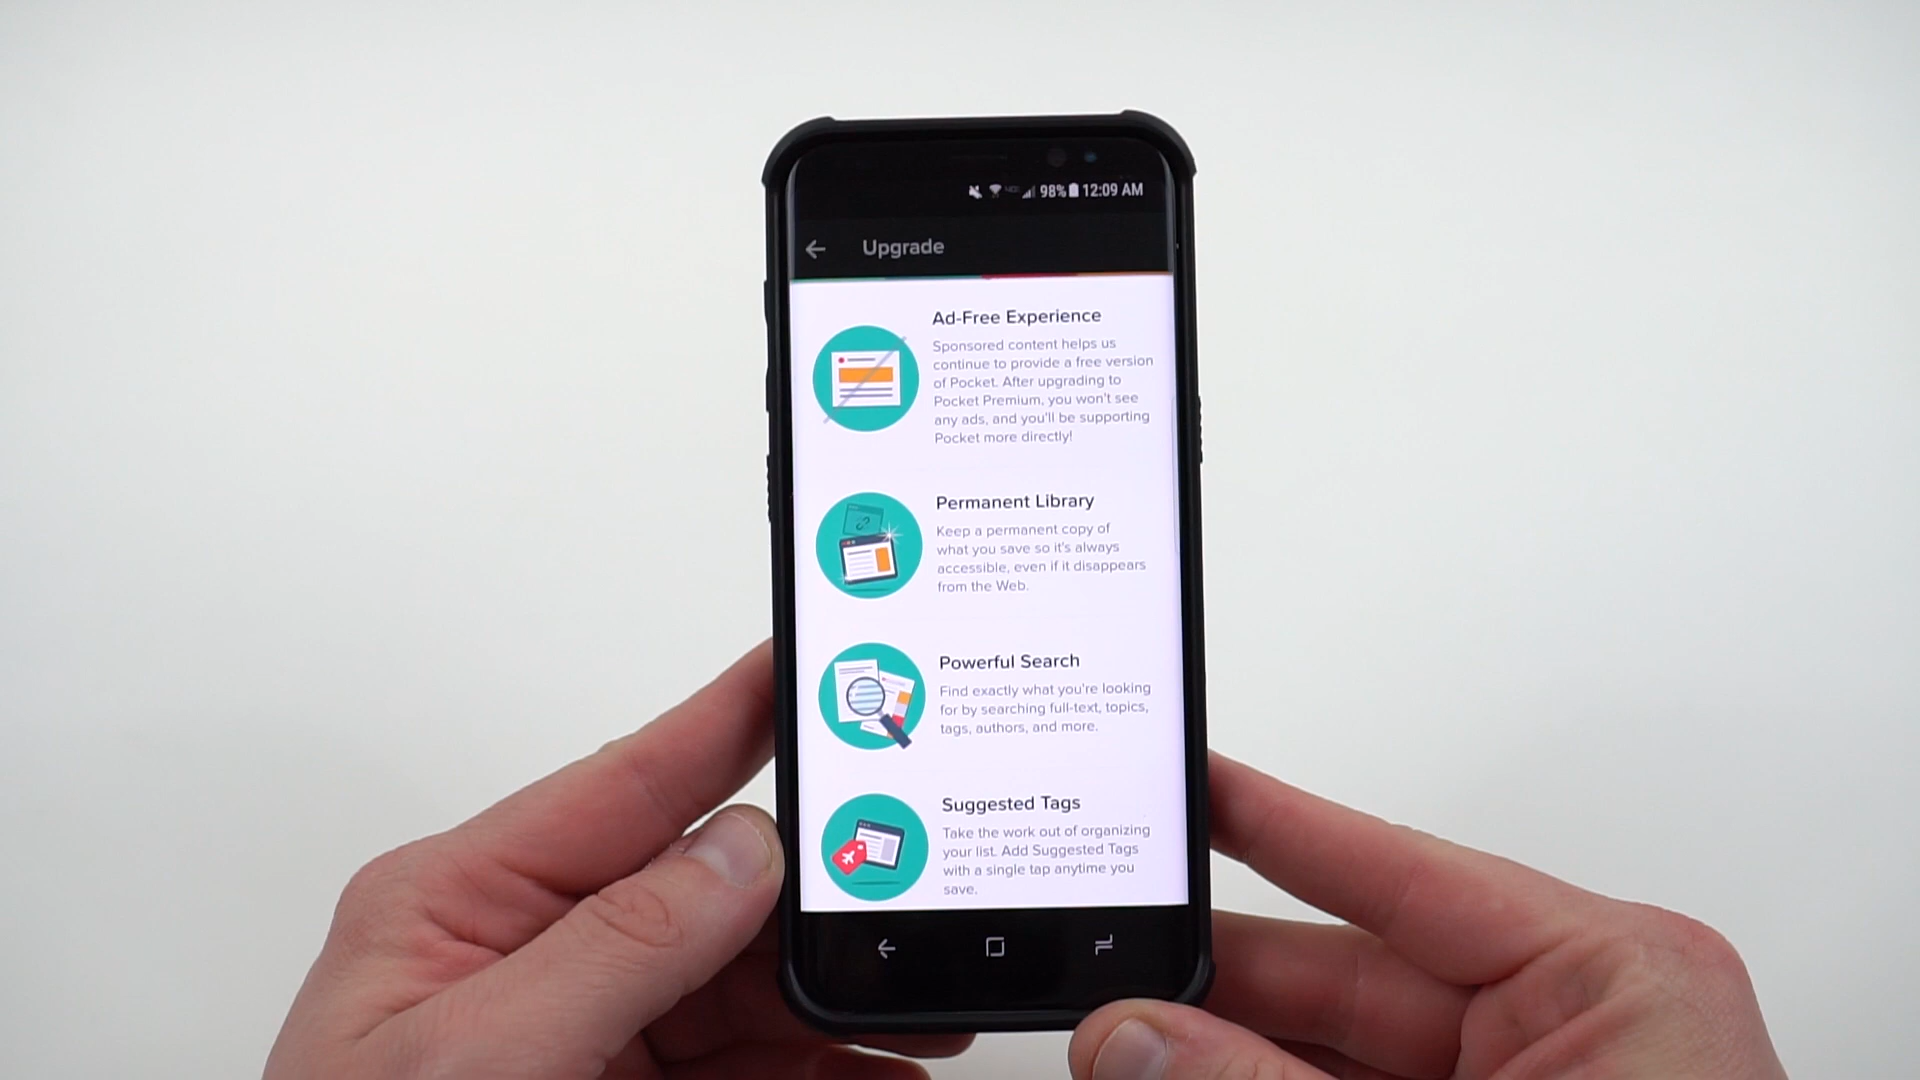 98% 12:09 AM
Upgrade
Ad-Free Experience
Sponsored content helps us
continue to provide a free version
of Pocket. After upgrading to
Pocket Premium, you won't see
any ads, and you'll be supporting
Pocket more directly!
Permanent Library
Keep a permanent copy of
what you save so it's always
accessible, even if it disappears
from the Web.
Powerful Search
Find exactly what you're looking
for by searching full-text, topics,
tags, authors, and more.
Suggested Tags
Take the work out of organizing
your list. Add Suggested Tags
with a single tap anytime you
save.